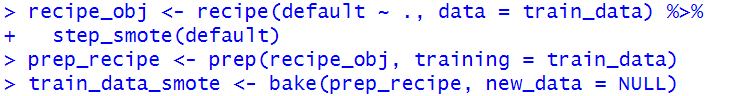 > recipe_obj <- recipe(default ~ ., data = train_data) %>%
+   step_smote(default)
> prep_recipe <- prep(recipe_obj, training = train_data)
> train_data_smote <- bake(prep_recipe, new_data = NULL)